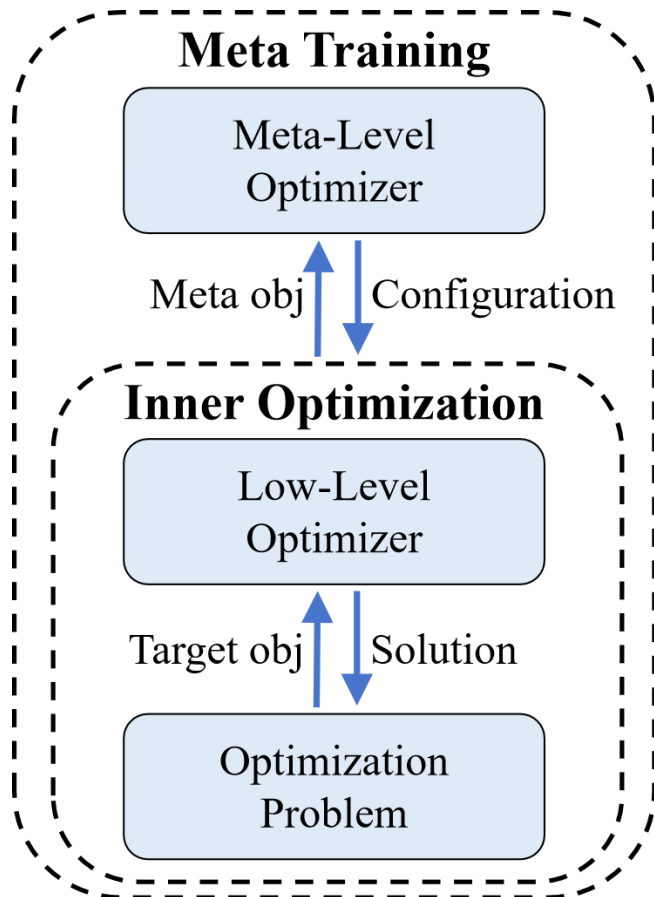 Meta Training
Meta-Level
Optimizer
Meta obj
Configuration
Inner Optimization
Low-Level
Optimizer
Target obj
Solution
Optimization
Problem